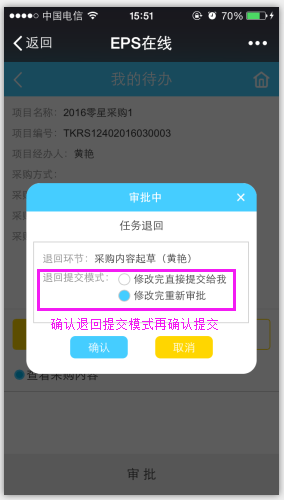 中国电信 15:51 70%
返回 EPS在线
我的待办
项目名称：2016零星采购1
项目编号：TKRS12402016030003
项目经办人：黄艳
采购方式：
采购
采
采
审批中
任务退回
退回环节：采购内容起草（黄艳）
退回提交模式：修改完直接提交给我
修改完重新审批
确认退回提交模式再确认提交
确认 取消
查看采购内容
审 批